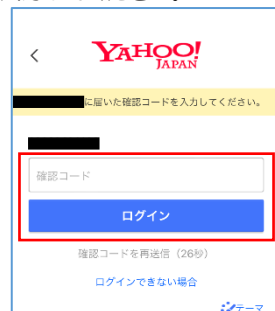 YAHOO!
JAPAN
に届いた確認コードを入力してください。
確認コード
ログイン
確認コードを再送信（26秒）
ログインできない場合
テーマ